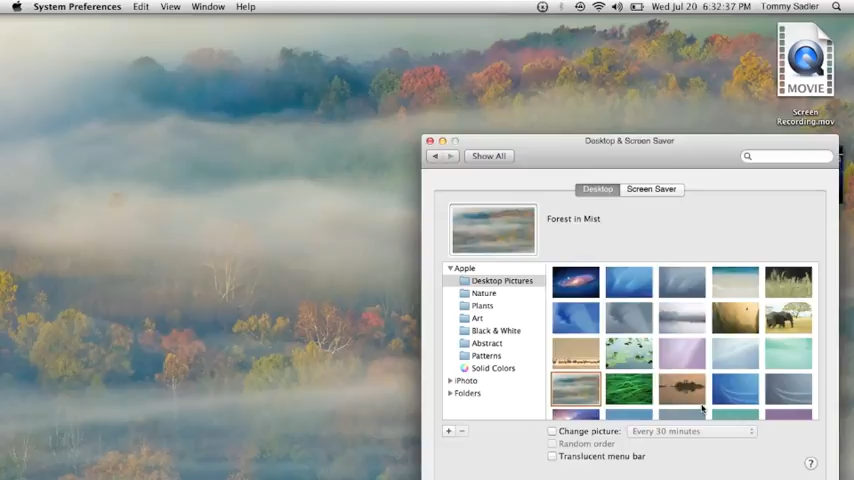 System Preferences Edit View Window Help Wed Jul 20 6:32:37 PM Tommy Sadler
MOVIE
Screen
Recording.mov
Desktop & Screen Saver
Show All
Desktop Screen Saver
Forest in Mist
Apple
Desktop Pictures
Nature
Plants
Art
Black & White
Abstract
Patterns
Solid Colors
iPhoto
Folders
+ − Change picture: Every 30 minutes
Random order
Translucent menu bar
?